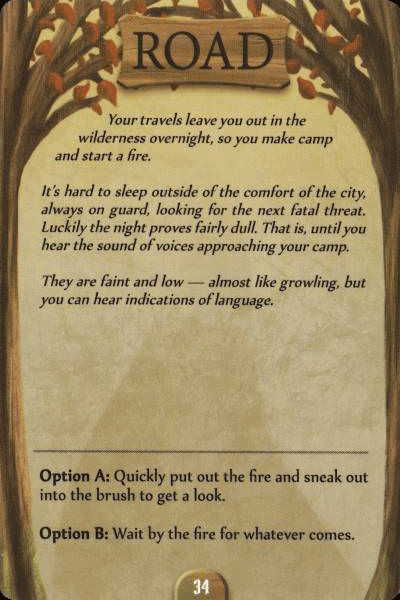 ROAD
Your travels leave you out in the
wilderness overnight, so you make camp
and start a fire.
It's hard to sleep outside of the comfort of the city,
always on guard, looking for the next fatal threat.
Luckily the night proves fairly dull. That is, until you
hear the sound of voices approaching your camp.
They are faint and low — almost like growling, but
you can hear indications of language.
Option A: Quickly put out the fire and sneak out
into the brush to get a look.
Option B: Wait by the fire for whatever comes.
34